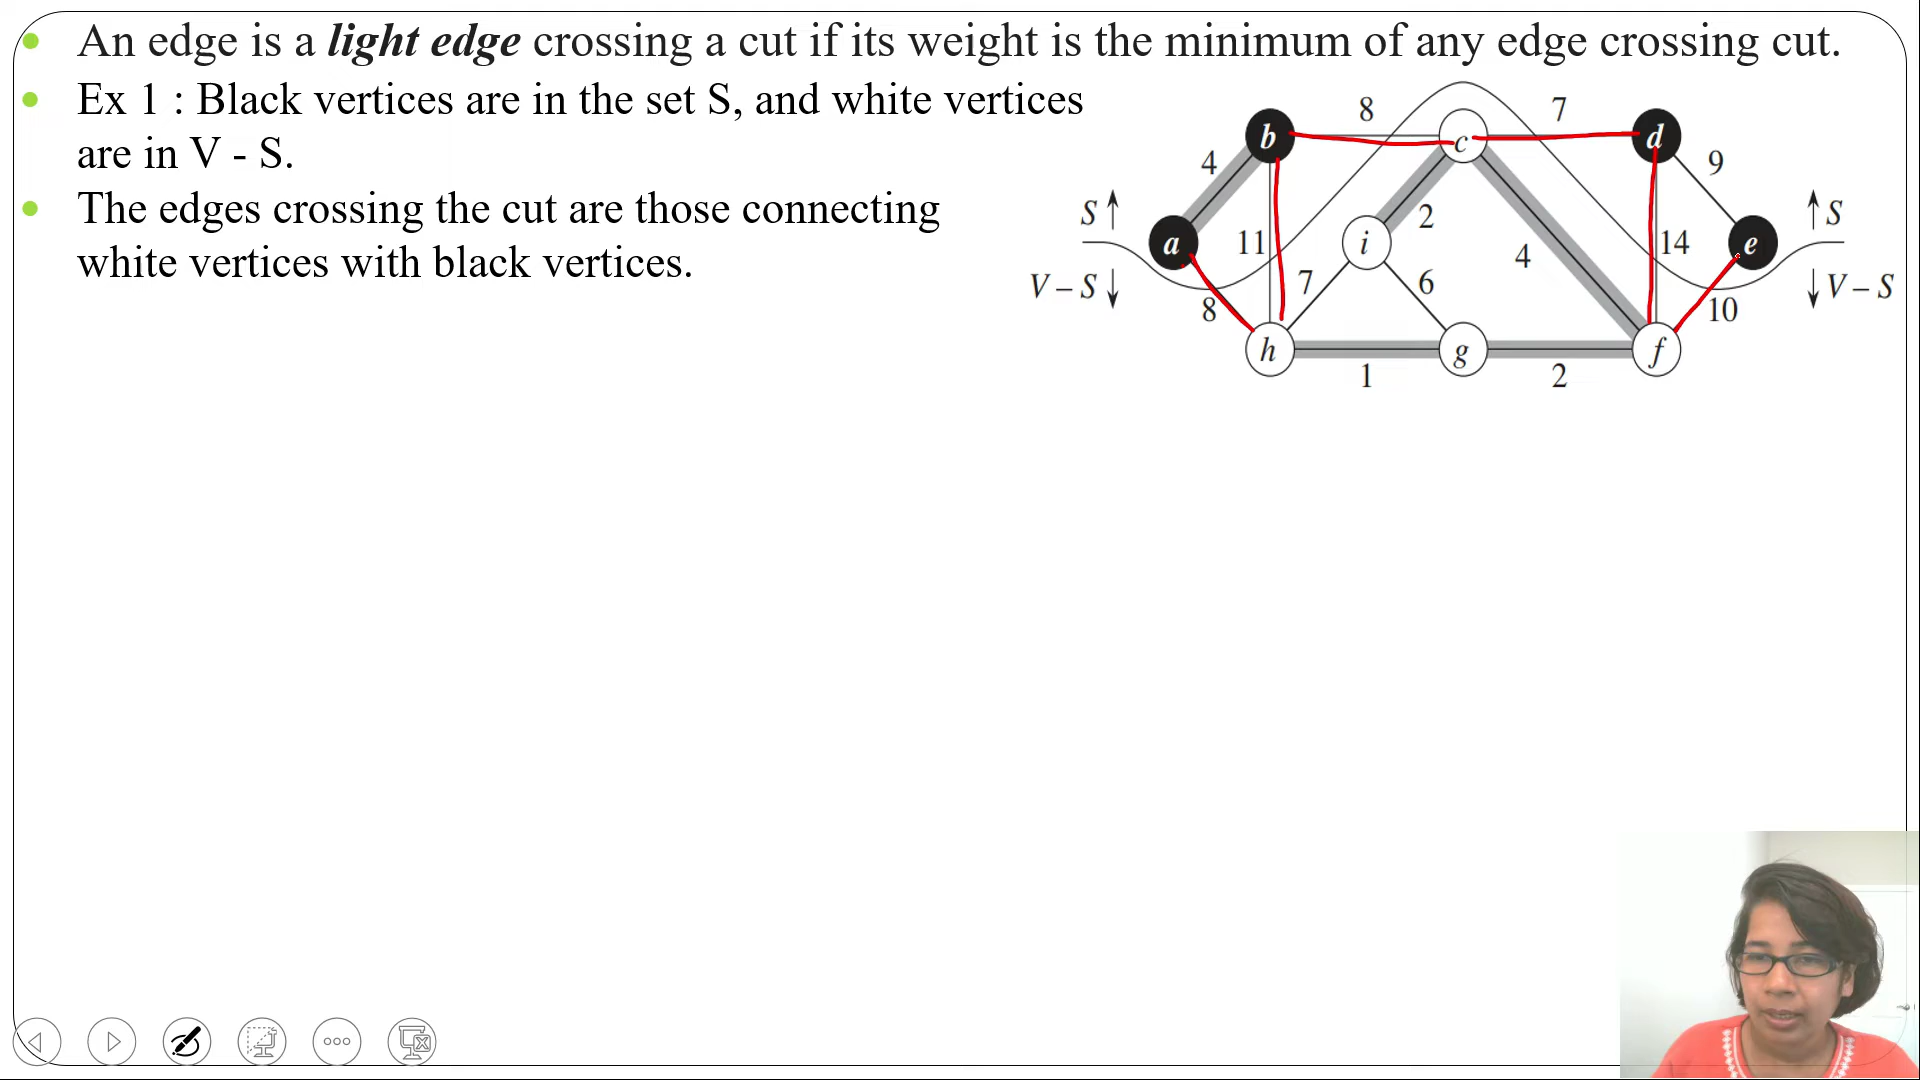 An edge is a light edge crossing a cut if its weight is the minimum of any edge crossing cut.
Ex 1 : Black vertices are in the set S, and white vertices
are in V - S.
The edges crossing the cut are those connecting
white vertices with black vertices.
8 7
b c d
4 9
S S
2
a 11 i 14 e
4
V – S 7 6 V – S
8 10
h g f
1 2